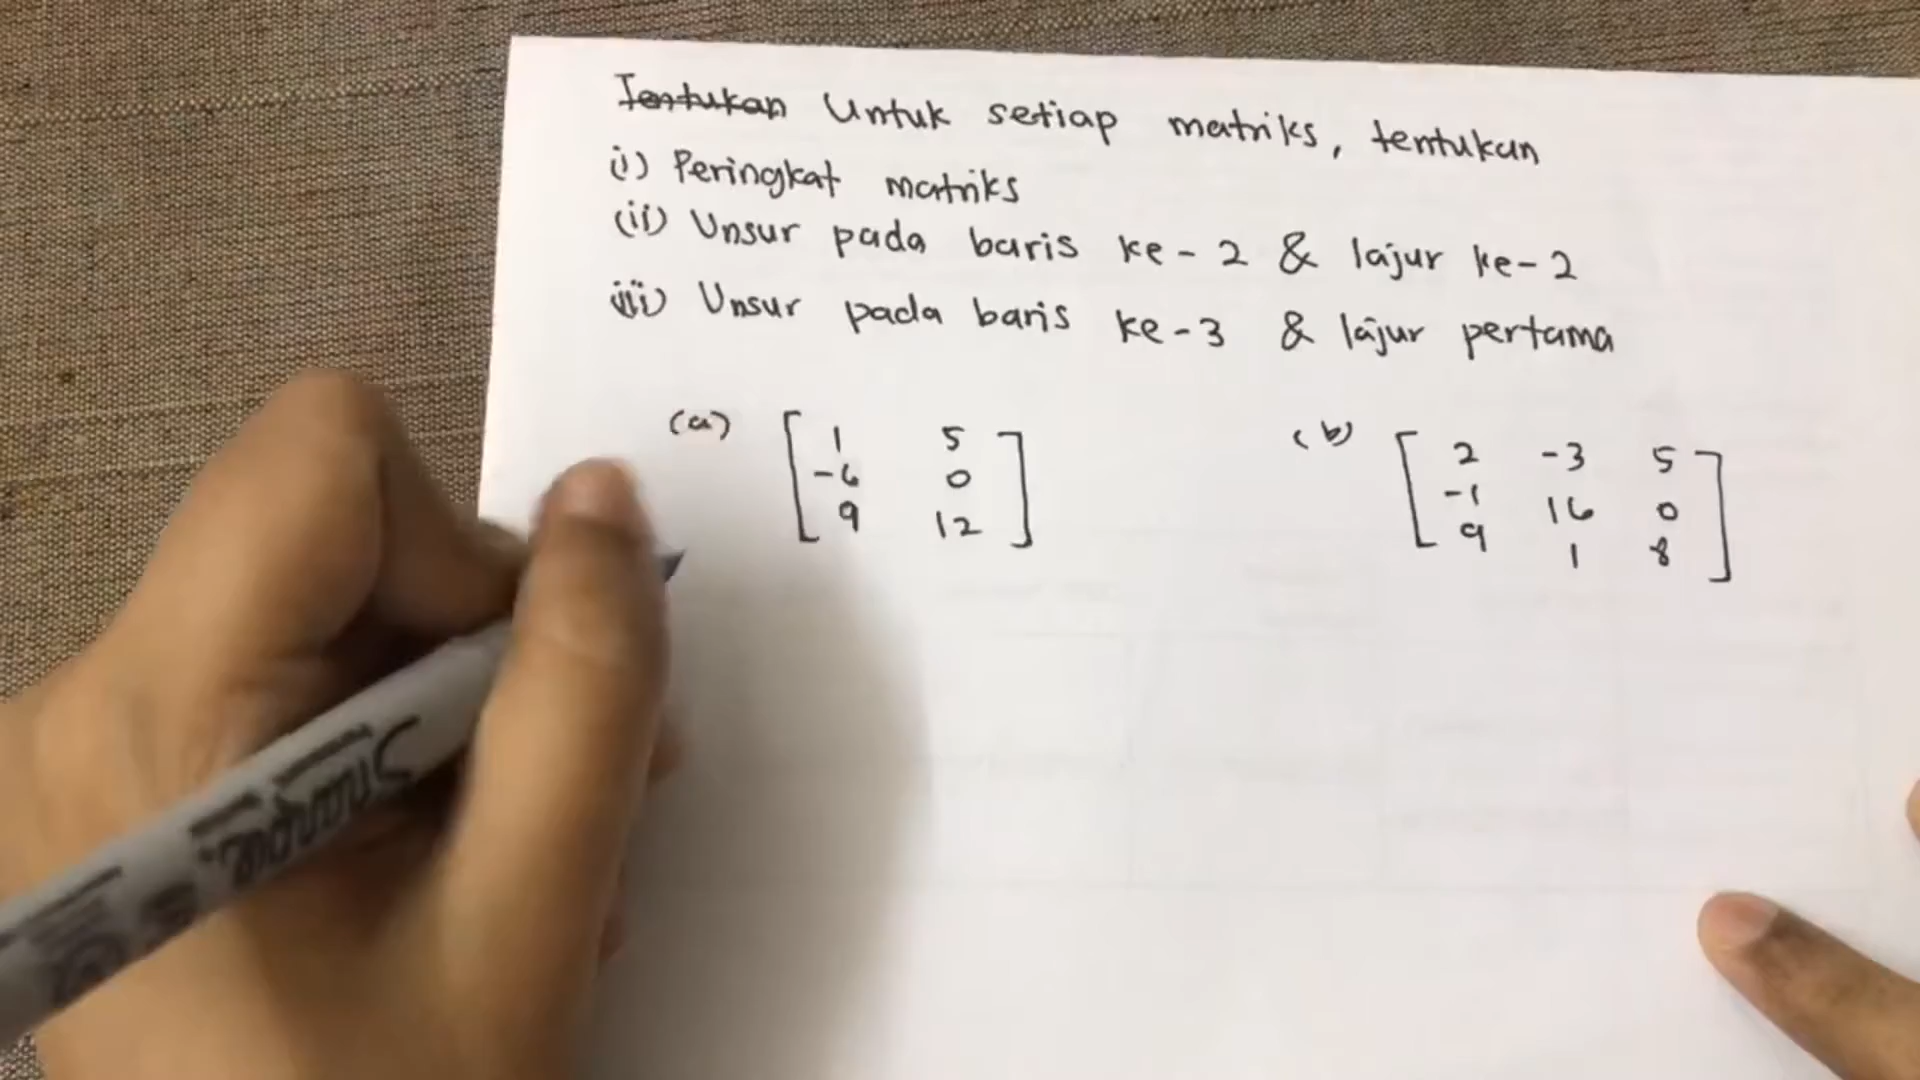 Tentukan Untuk setiap matriks, tentukan
(i) Peringkat matriks
(ii) Unsur pada baris ke-2 & lajur ke-2
(iii) Unsur pada baris ke-3 & lajur pertama
(a) [ 1 5
-6 0
9 12 ]
(b) [ 2 -3 5
-1 16 0
9 1 8 ]
Sharpie